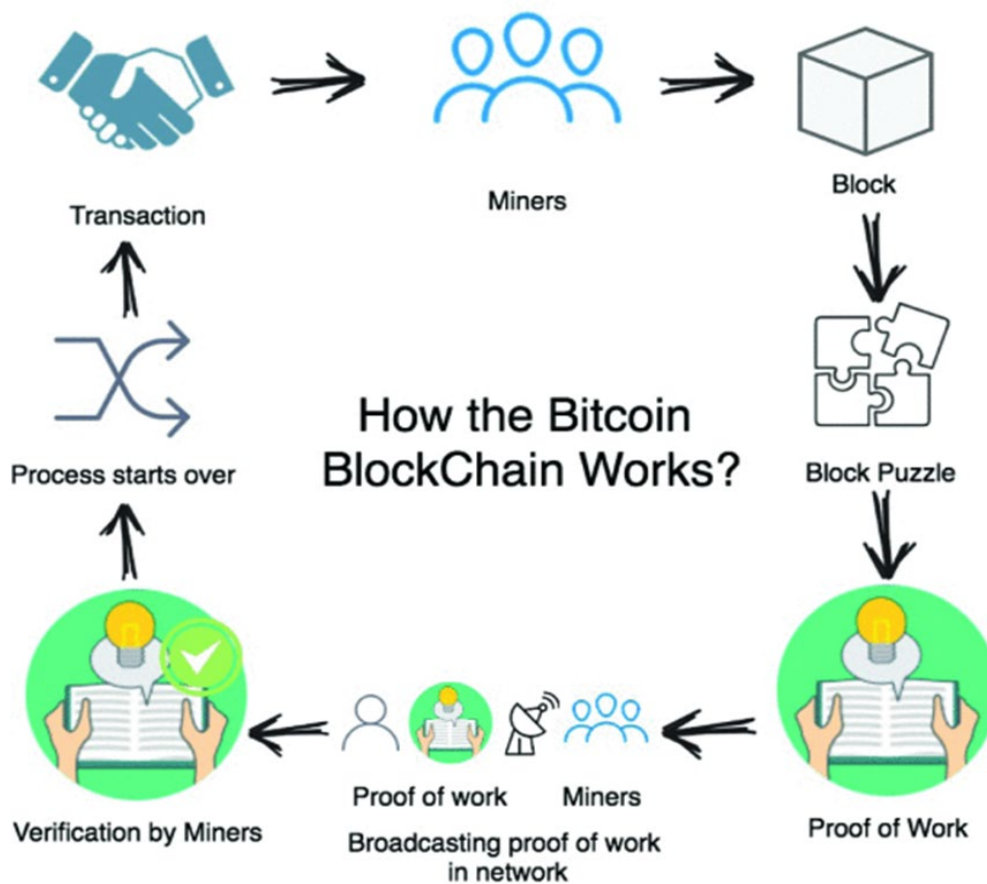 Transaction
Miners
Block
Process starts over
How the Bitcoin
BlockChain Works?
Block Puzzle
Verification by Miners
Proof of work
Miners
Broadcasting proof of work
in network
Proof of Work